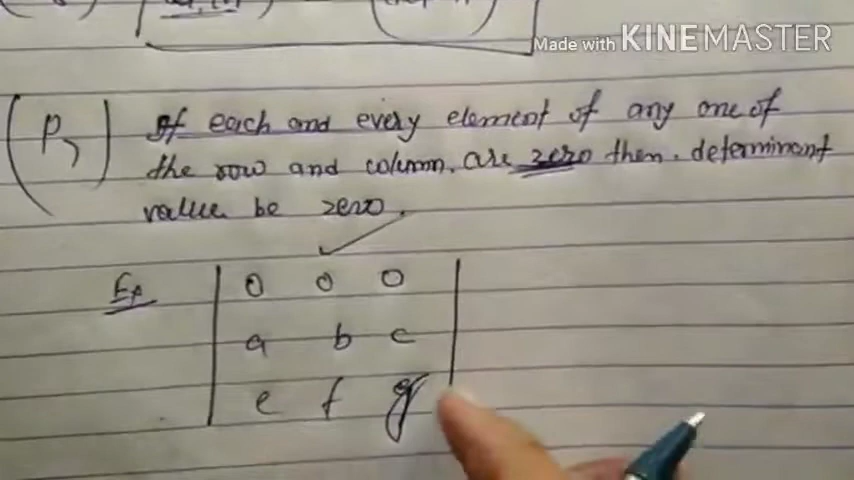 Made with KINEMASTER
P7 If each and every element of any one of
the row and column. are zero then. determinant
value be zero.
Ex
0 0 0
a b c
e f g